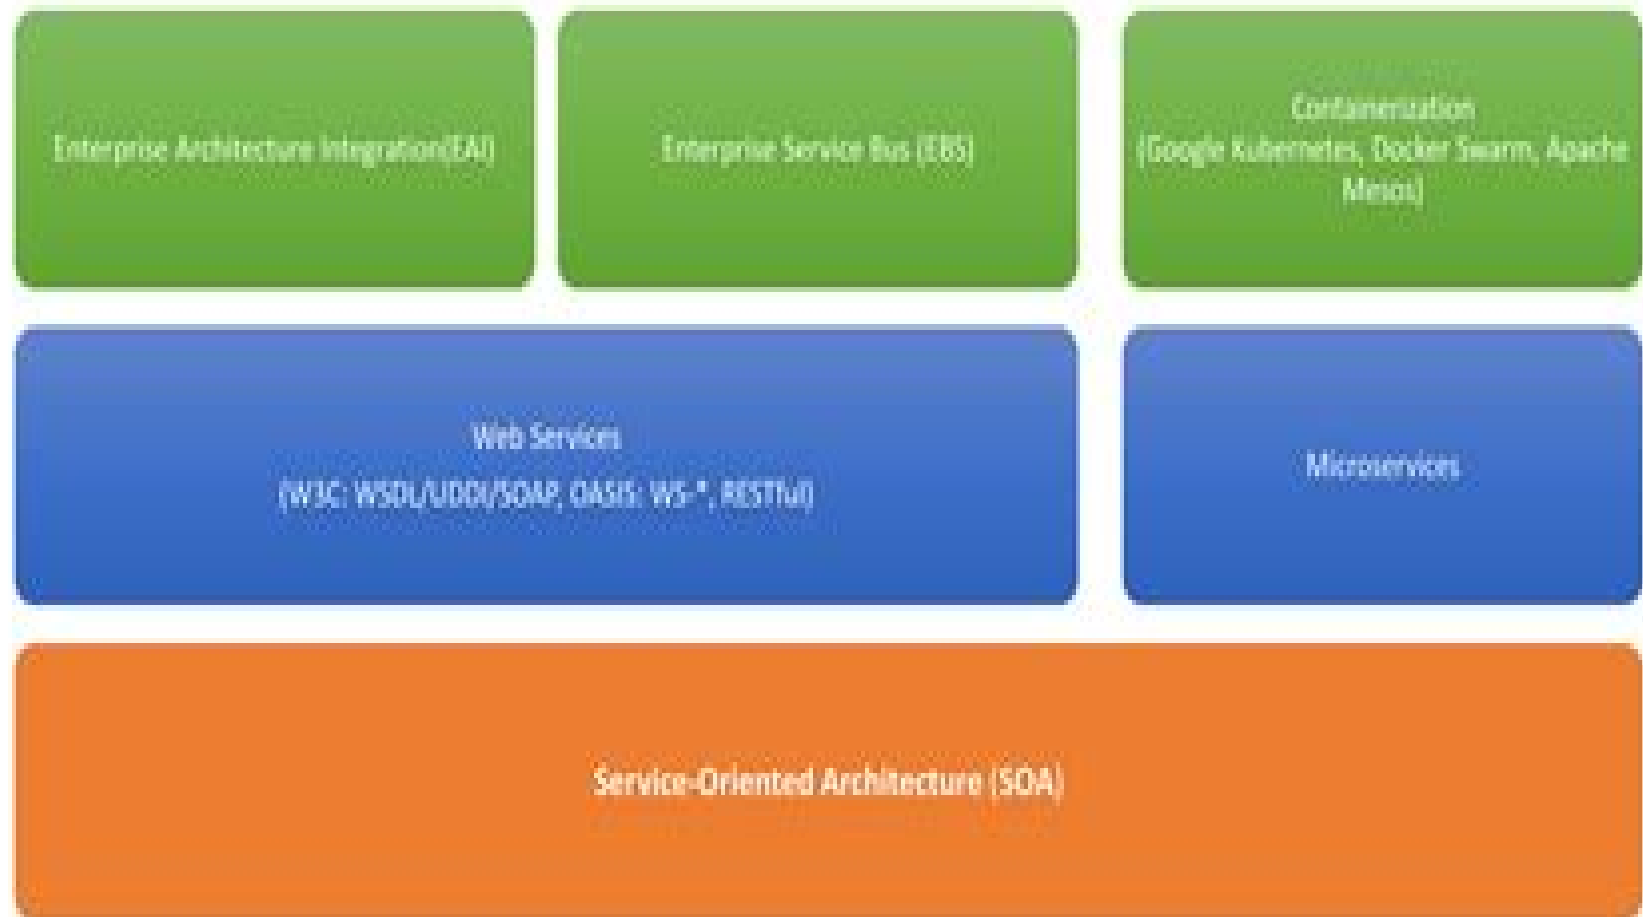 Enterprise Architecture Integration(EAI)
Enterprise Service Bus (EBS)
Containerization
(Google Kubernetes, Docker Swarm, Apache
Mesos)
Web Services
(W3C: WSDL/UDDI/SOAP, OASIS: WS-*, RESTful)
Microservices
Service-Oriented Architecture (SOA)